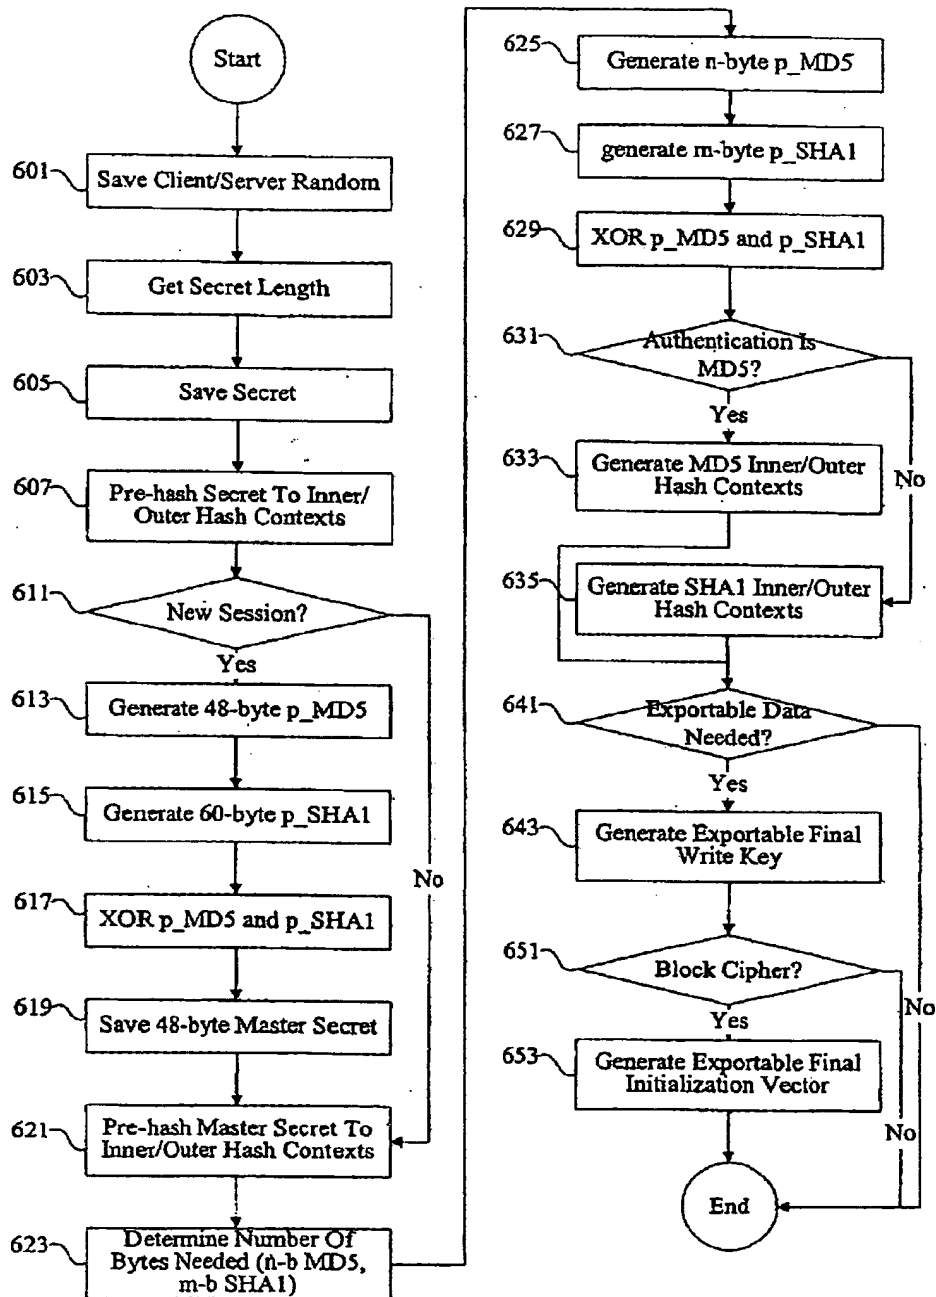 Start
601
Save Client/Server Random
603
Get Secret Length
605
Save Secret
607
Pre-hash Secret To Inner/
Outer Hash Contexts
611
New Session?
Yes
No
613
Generate 48-byte p_MD5
615
Generate 60-byte p_SHA1
617
XOR p_MD5 and p_SHA1
619
Save 48-byte Master Secret
621
Pre-hash Master Secret To
Inner/Outer Hash Contexts
623
Determine Number Of
Bytes Needed (n-b MD5,
m-b SHA1)
625
Generate n-byte p_MD5
627
generate m-byte p_SHA1
629
XOR p_MD5 and p_SHA1
631
Authentication Is
MD5?
Yes
No
633
Generate MD5 Inner/Outer
Hash Contexts
635
Generate SHA1 Inner/Outer
Hash Contexts
641
Exportable Data
Needed?
Yes
No
643
Generate Exportable Final
Write Key
651
Block Cipher?
Yes
No
653
Generate Exportable Final
Initialization Vector
End